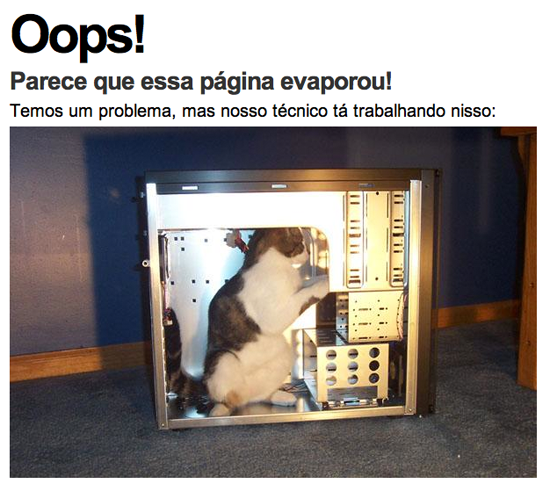 Oops!
Parece que essa página evaporou!
Temos um problema, mas nosso técnico tá trabalhando nisso: